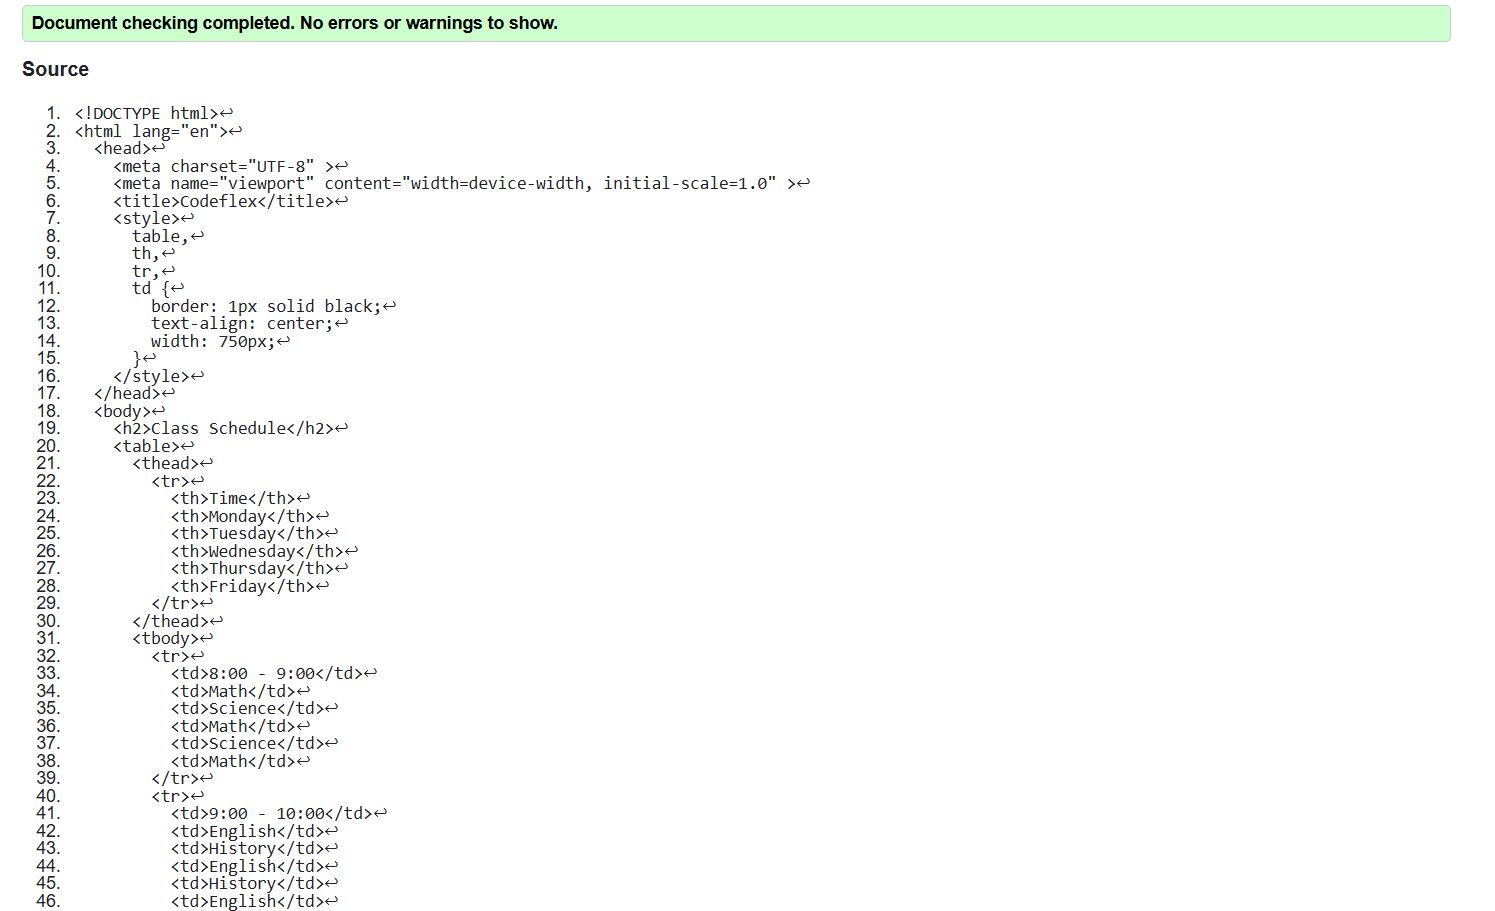 Document checking completed. No errors or warnings to show.
Source
1. <!DOCTYPE html>↩
2. <html lang="en">↩
3.   <head>↩
4.     <meta charset="UTF-8" >↩
5.     <meta name="viewport" content="width=device-width, initial-scale=1.0" >↩
6.     <title>Codeflex</title>↩
7.     <style>↩
8.       table,↩
9.       th,↩
10.       tr,↩
11.       td {↩
12.         border: 1px solid black;↩
13.         text-align: center;↩
14.         width: 750px;↩
15.       }↩
16.     </style>↩
17.   </head>↩
18.   <body>↩
19.     <h2>Class Schedule</h2>↩
20.     <table>↩
21.       <thead>↩
22.         <tr>↩
23.           <th>Time</th>↩
24.           <th>Monday</th>↩
25.           <th>Tuesday</th>↩
26.           <th>Wednesday</th>↩
27.           <th>Thursday</th>↩
28.           <th>Friday</th>↩
29.         </tr>↩
30.       </thead>↩
31.       <tbody>↩
32.         <tr>↩
33.           <td>8:00 - 9:00</td>↩
34.           <td>Math</td>↩
35.           <td>Science</td>↩
36.           <td>Math</td>↩
37.           <td>Science</td>↩
38.           <td>Math</td>↩
39.         </tr>↩
40.         <tr>↩
41.           <td>9:00 - 10:00</td>↩
42.           <td>English</td>↩
43.           <td>History</td>↩
44.           <td>English</td>↩
45.           <td>History</td>↩
46.           <td>English</td>↩